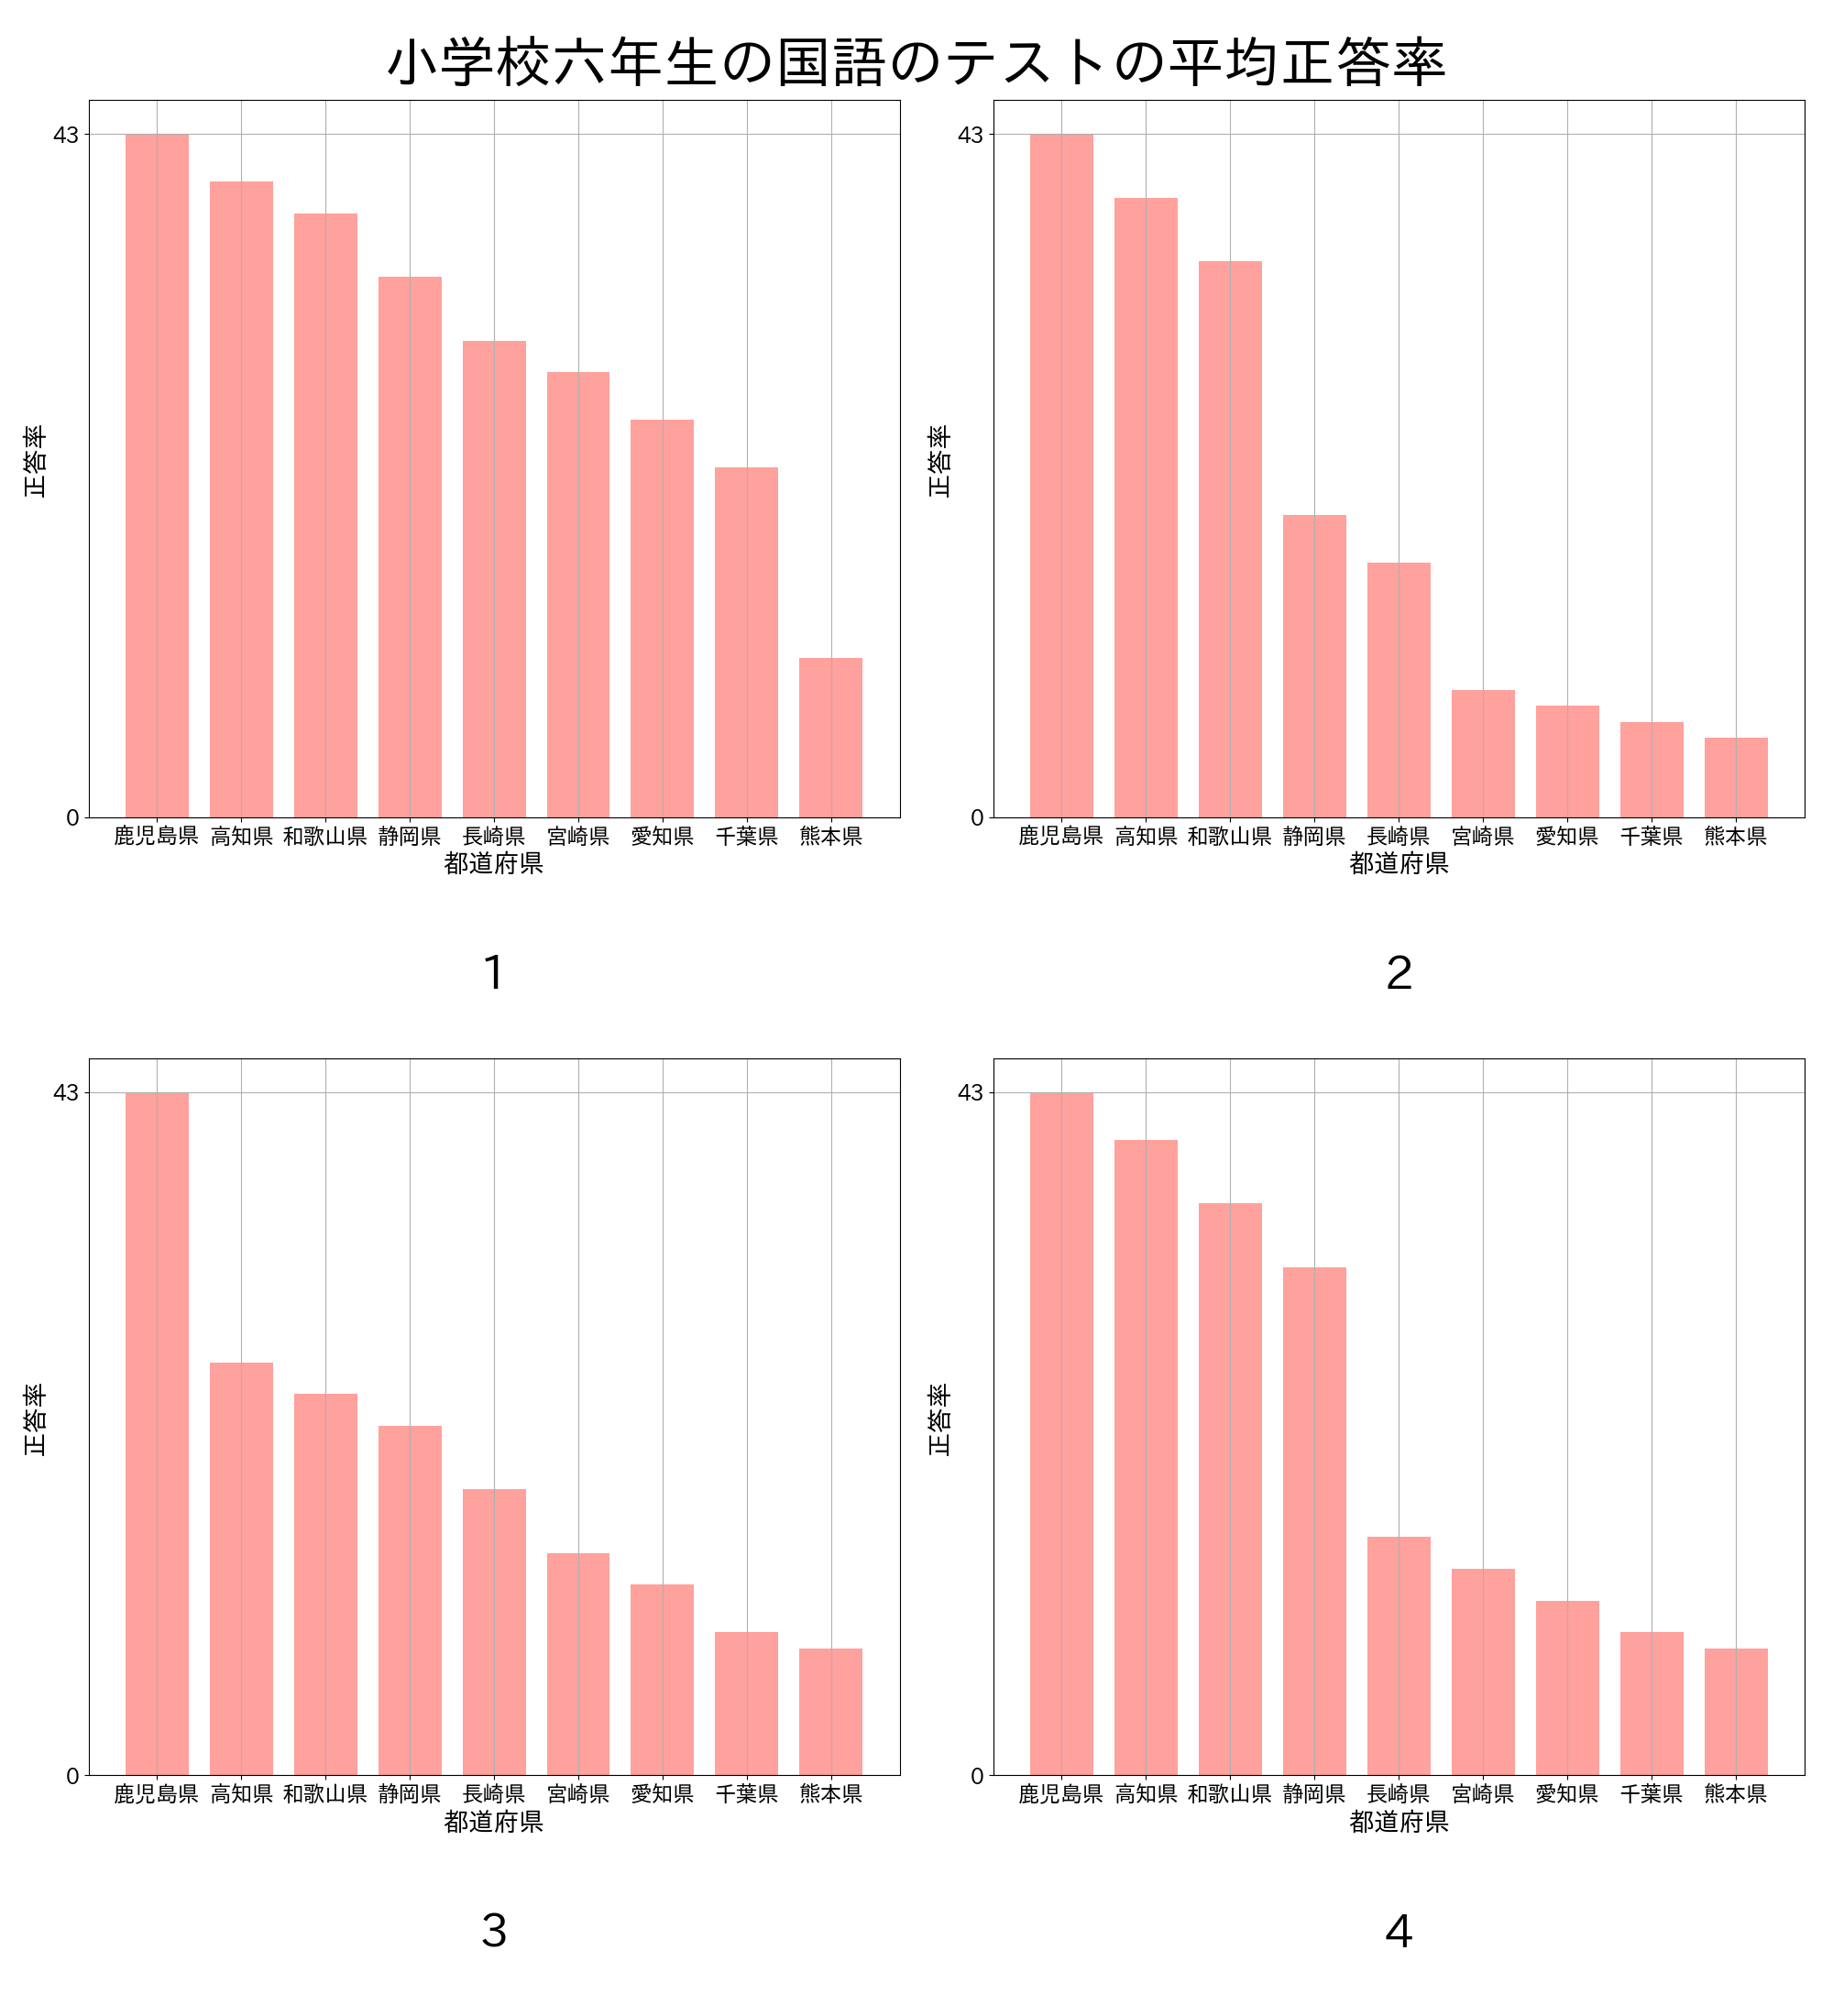 小学校六年生の国語のテストの平均正答率
43
0
正答率
鹿児島県 高知県 和歌山県 静岡県 長崎県 宮崎県 愛知県 千葉県 熊本県
都道府県
1
43
0
正答率
鹿児島県 高知県 和歌山県 静岡県 長崎県 宮崎県 愛知県 千葉県 熊本県
都道府県
2
43
0
正答率
鹿児島県 高知県 和歌山県 静岡県 長崎県 宮崎県 愛知県 千葉県 熊本県
都道府県
3
43
0
正答率
鹿児島県 高知県 和歌山県 静岡県 長崎県 宮崎県 愛知県 千葉県 熊本県
都道府県
4